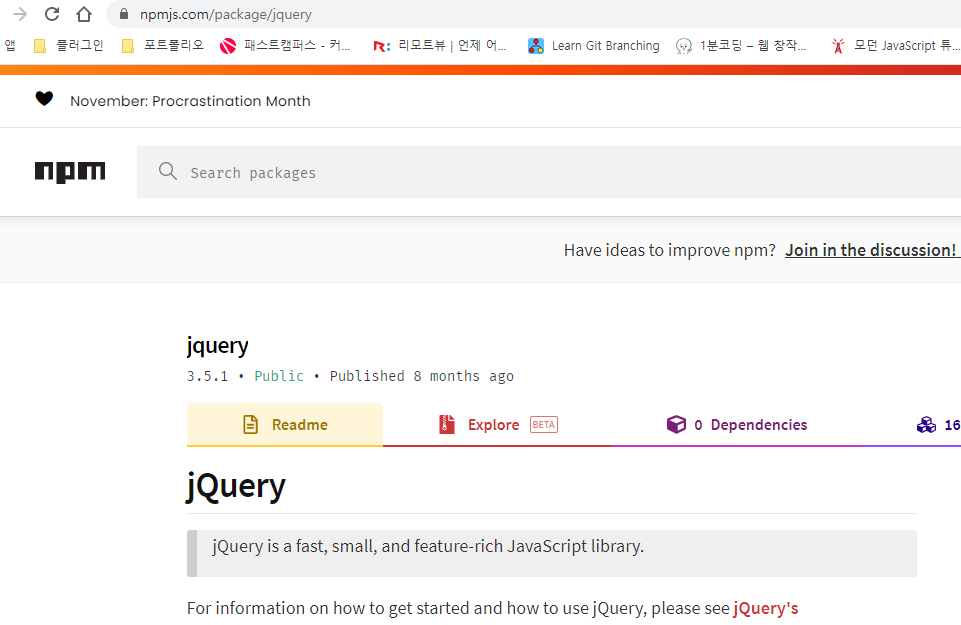 npmjs.com/package/jquery
앱 플러그인 포트폴리오 패스트캠퍼스 - 커... 리모트뷰 | 언제 어... Learn Git Branching 1분코딩 – 웹 창작... 모던 JavaScript 튜...
November: Procrastination Month
npm Search packages
Have ideas to improve npm? Join in the discussion!
jquery
3.5.1 • Public • Published 8 months ago
Readme Explore BETA 0 Dependencies 16
jQuery
jQuery is a fast, small, and feature-rich JavaScript library.
For information on how to get started and how to use jQuery, please see jQuery's